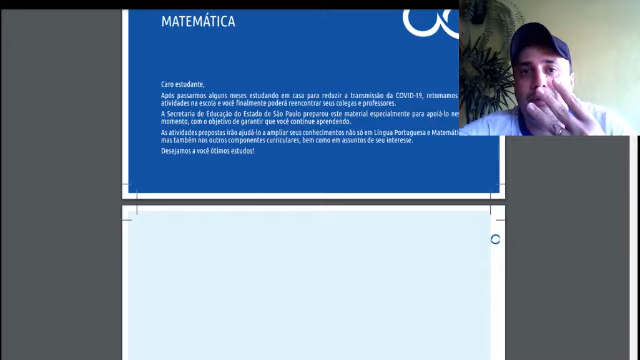 MATEMÁTICA
Caro estudante,
Após passarmos alguns meses estudando em casa para reduzir a transmissão da COVID-19, retomamos
atividades na escola e você finalmente poderá reencontrar seus colegas e professores.
A Secretaria de Educação do Estado de São Paulo preparou este material especialmente para apoiá-lo
momento, com o objetivo de garantir que você continue aprendendo.
As atividades propostas irão ajudá-lo a ampliar seus conhecimentos não só em Língua Portuguesa e
mas também nos outros componentes curriculares, bem como em assuntos de seu interesse.
Desejamos a você ótimos estudos!